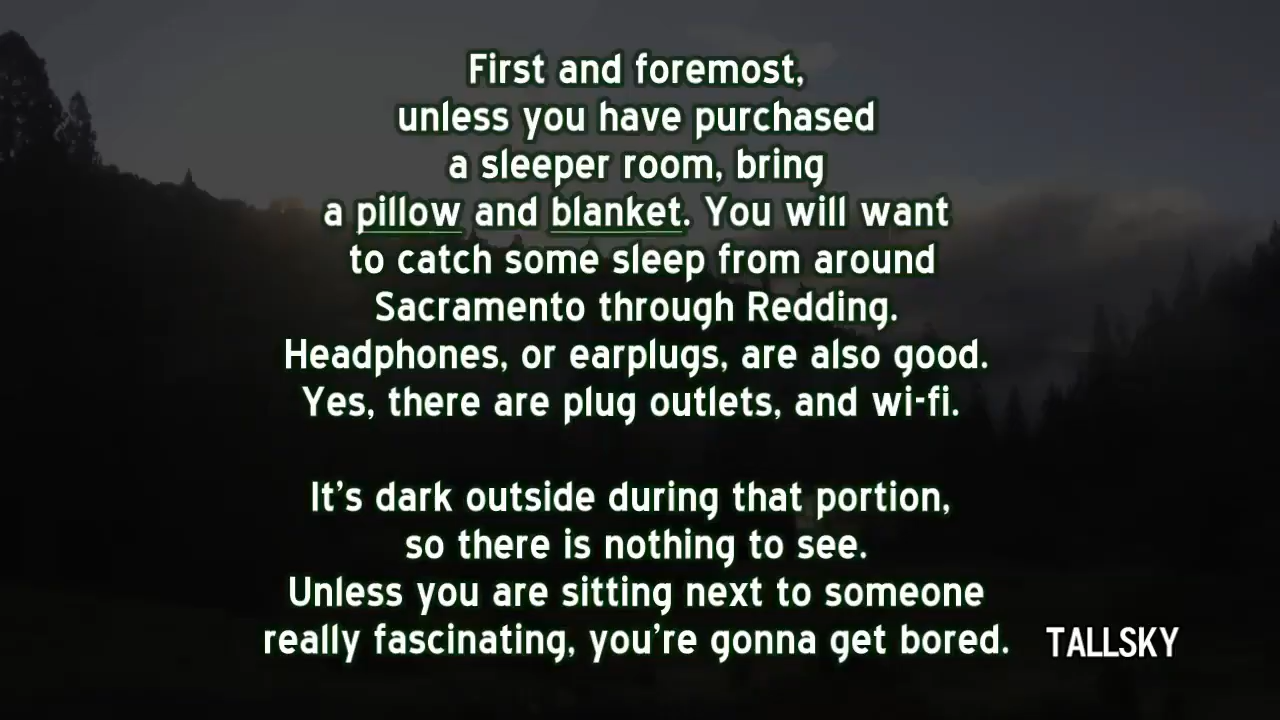 First and foremost,
unless you have purchased
a sleeper room, bring
a pillow and blanket. You will want
to catch some sleep from around
Sacramento through Redding.
Headphones, or earplugs, are also good.
Yes, there are plug outlets, and wi-fi.
It's dark outside during that portion,
so there is nothing to see.
Unless you are sitting next to someone
really fascinating, you're gonna get bored.
TALLSKY